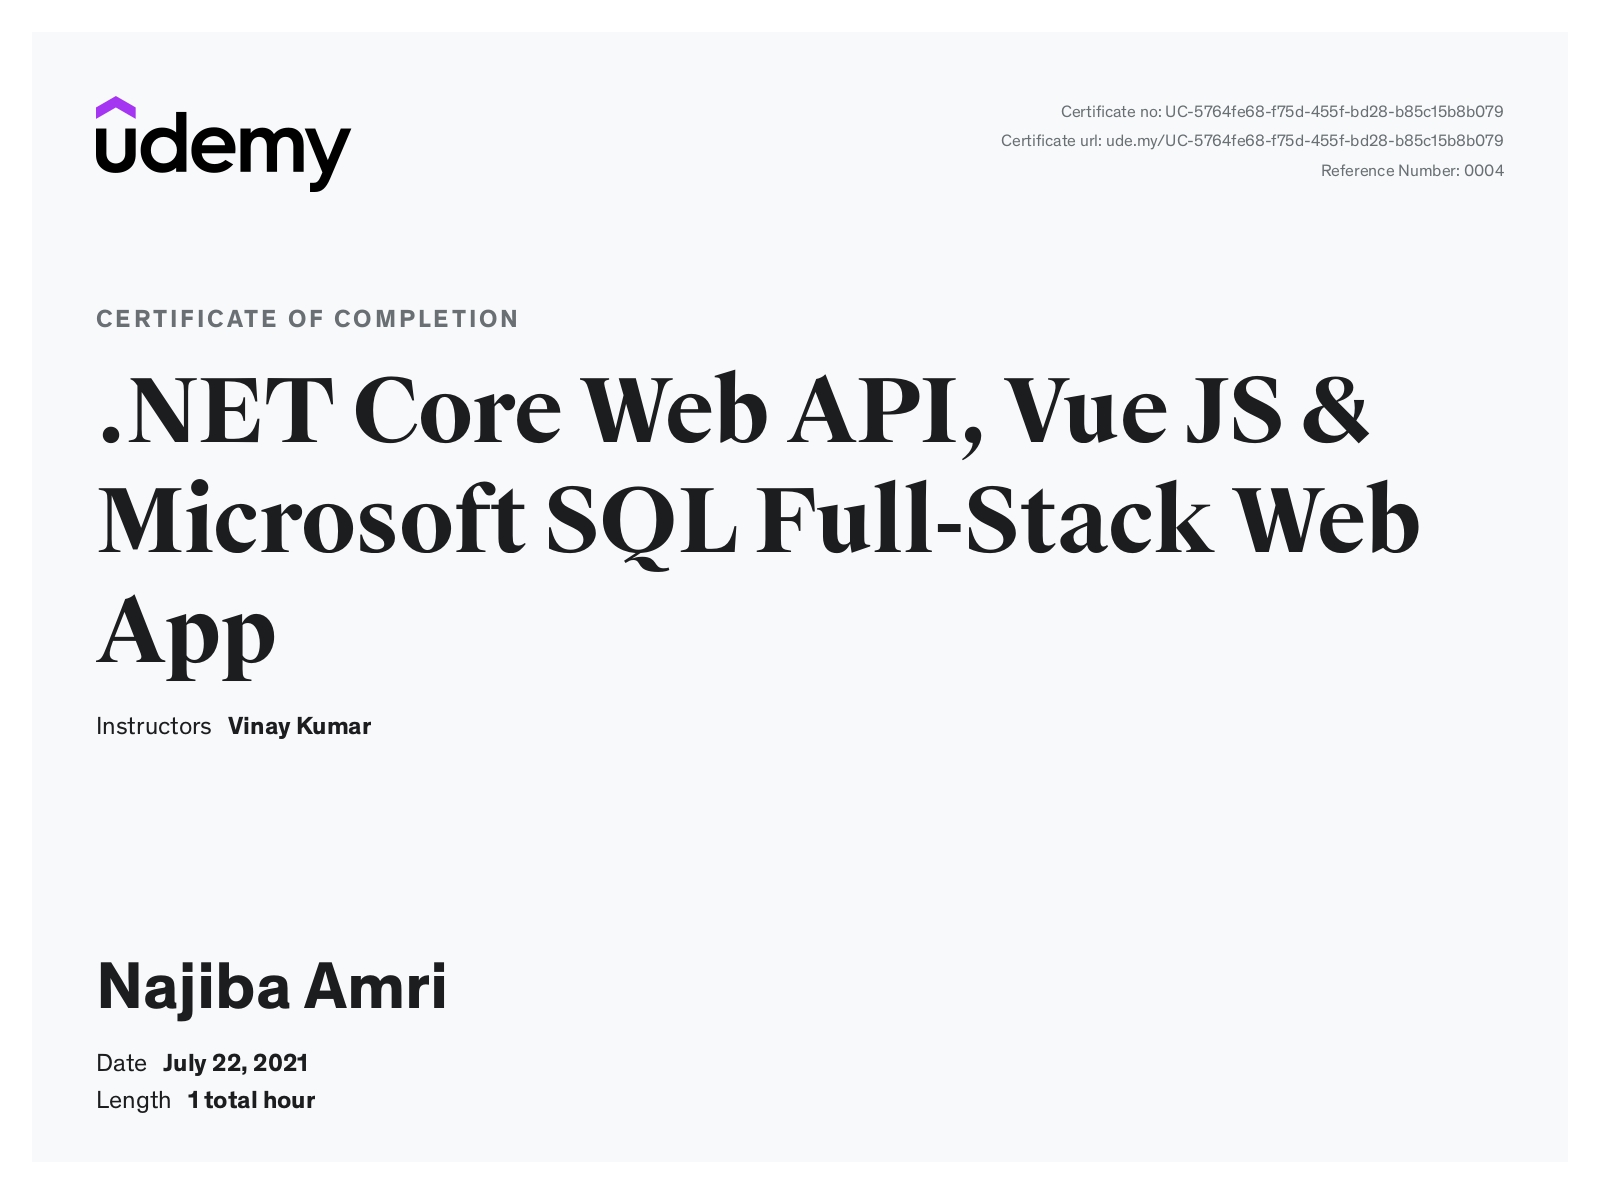 udemy
Certificate no: UC-5764fe68-f75d-455f-bd28-b85c15b8b079
Certificate url: ude.my/UC-5764fe68-f75d-455f-bd28-b85c15b8b079
Reference Number: 0004
CERTIFICATE OF COMPLETION
.NET Core Web API, Vue JS &
Microsoft SQL Full-Stack Web
App
Instructors Vinay Kumar
Najiba Amri
Date July 22, 2021
Length 1 total hour